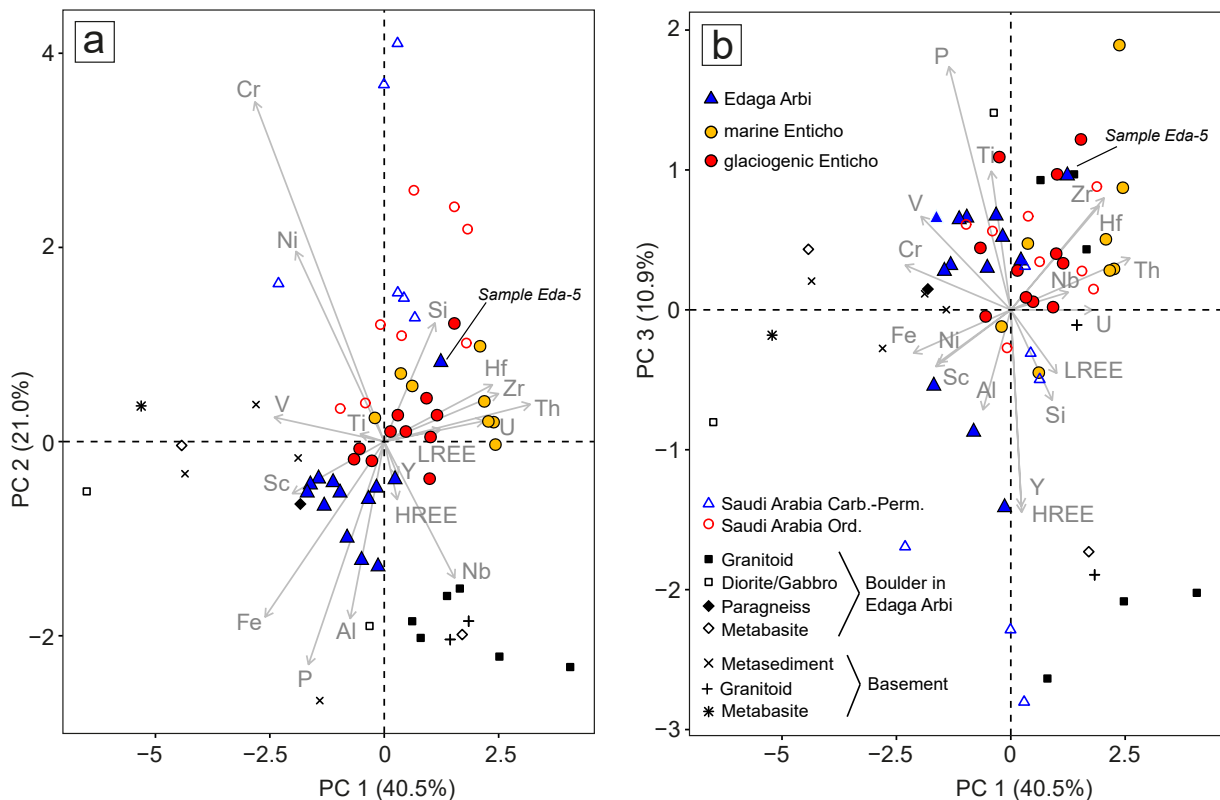 a
4
2
0
−2
−5
0
2.5
PC 2 (21.0%)
PC 1 (40.5%)
Cr
Ni
Si
Sample Eda-5
Hf
Zr
Th
U
V
Ti
LREE
Y
Sc
HREE
Nb
Fe
Al
P
b
2
1
0
−1
−2
−3
−5
0
2.5
PC 3 (10.9%)
PC 1 (40.5%)
P
Edaga Arbi
marine Enticho
glaciogenic Enticho
Sample Eda-5
Ti
Zr
V
Hf
Cr
Th
Nb
U
Fe
Ni
Sc
LREE
Al
Si
Y
HREE
Saudi Arabia Carb.-Perm.
Saudi Arabia Ord.
Granitoid
Diorite/Gabbro
Paragneiss
Metabasite
Boulder in
Edaga Arbi
Metasediment
Granitoid
Metabasite
Basement